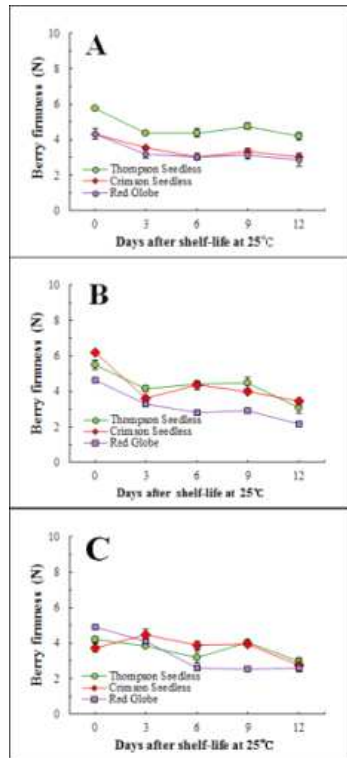 A
10
8
6
4
2
0
Berry firmness (N)
Thompson Seedless
Crimson Seedless
Red Globe
0 3 6 9 12
Days after shelf-life at 25°C
B
10
8
6
4
2
0
Berry firmness (N)
Thompson Seedless
Crimson Seedless
Red Globe
0 3 6 9 12
Days after shelf-life at 25℃
C
10
8
6
4
2
0
Berry firmness (N)
Thompson Seedless
Crimson Seedless
Red Globe
0 3 6 9 12
Days after shelf-life at 25°C